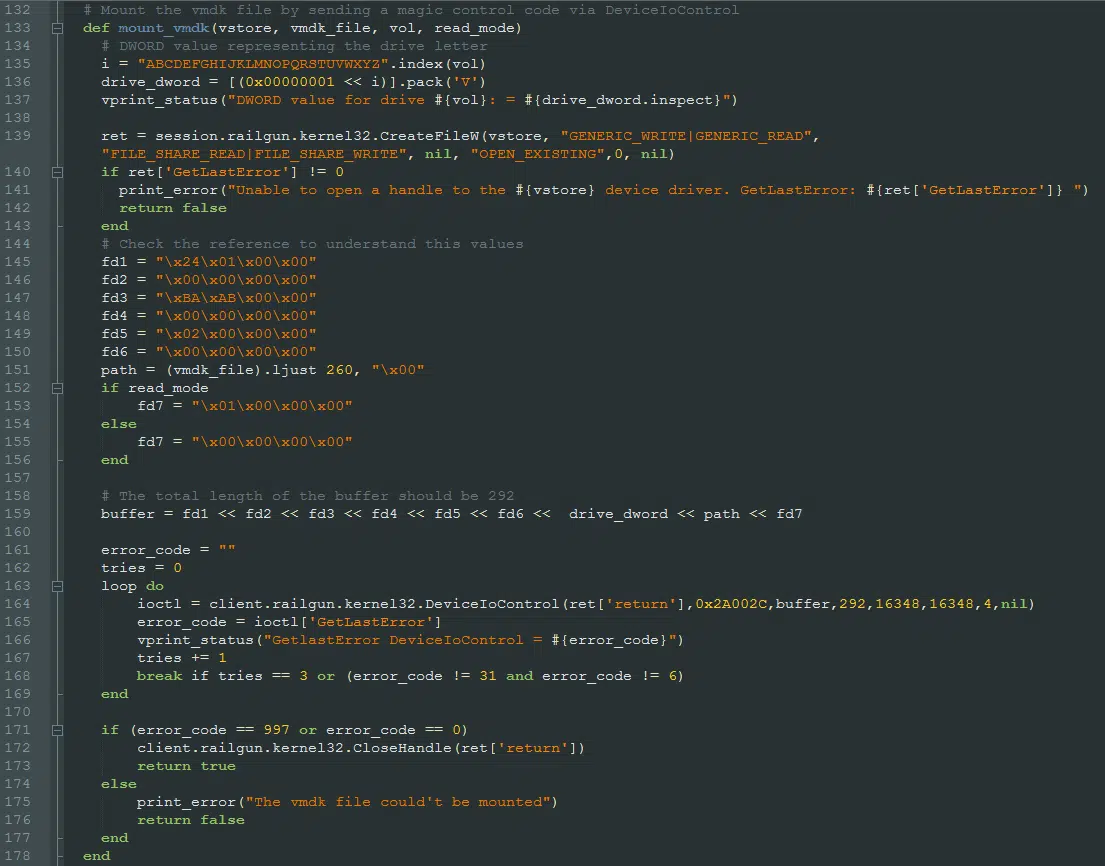 132 # Mount the vmdk file by sending a magic control code via DeviceIoControl
133 def mount_vmdk(vstore, vmdk_file, vol, read_mode)
134 # DWORD value representing the drive letter
135 i = "ABCDEFGHIJKLMNOPQRSTUVWXYZ".index(vol)
136 drive_dword = [(0x00000001 << i)].pack('V')
137 vprint_status("DWORD value for drive #{vol}: = #{drive_dword.inspect}")
138
139 ret = session.railgun.kernel32.CreateFileW(vstore, "GENERIC_WRITE|GENERIC_READ",
"FILE_SHARE_READ|FILE_SHARE_WRITE", nil, "OPEN_EXISTING",0, nil)
140 if ret['GetLastError'] != 0
141 print_error("Unable to open a handle to the #{vstore} device driver. GetLastError: #{ret['GetLastError']} ")
142 return false
143 end
144 # Check the reference to understand this values
145 fd1 = "\x24\x01\x00\x00"
146 fd2 = "\x00\x00\x00\x00"
147 fd3 = "\xBA\xAB\x00\x00"
148 fd4 = "\x00\x00\x00\x00"
149 fd5 = "\x02\x00\x00\x00"
150 fd6 = "\x00\x00\x00\x00"
151 path = (vmdk_file).ljust 260, "\x00"
152 if read_mode
153 fd7 = "\x01\x00\x00\x00"
154 else
155 fd7 = "\x00\x00\x00\x00"
156 end
157
158 # The total length of the buffer should be 292
159 buffer = fd1 << fd2 << fd3 << fd4 << fd5 << fd6 <<  drive_dword << path << fd7
160
161 error_code = ""
162 tries = 0
163 loop do
164 ioctl = client.railgun.kernel32.DeviceIoControl(ret['return'],0x2A002C,buffer,292,16348,16348,4,nil)
165 error_code = ioctl['GetLastError']
166 vprint_status("GetlastError DeviceIoControl = #{error_code}")
167 tries += 1
168 break if tries == 3 or (error_code != 31 and error_code != 6)
169 end
170
171 if (error_code == 997 or error_code == 0)
172 client.railgun.kernel32.CloseHandle(ret['return'])
173 return true
174 else
175 print_error("The vmdk file could't be mounted")
176 return false
177 end
178 end